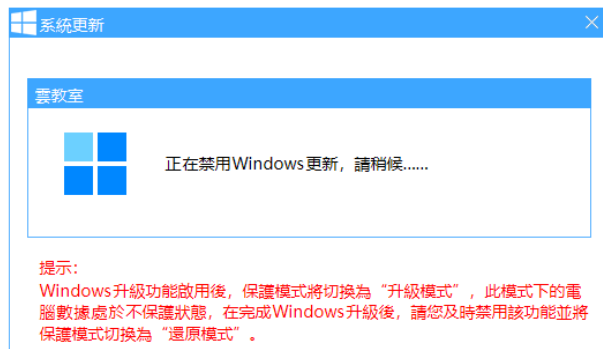 系統更新
雲教室
正在禁用Windows更新，請稍候......
提示：
Windows升級功能啟用後，保護模式將切換為“升級模式”，此模式下的電
腦數據處於不保護狀態，在完成Windows升級後，請您及時禁用該功能並將
保護模式切換為“還原模式”。